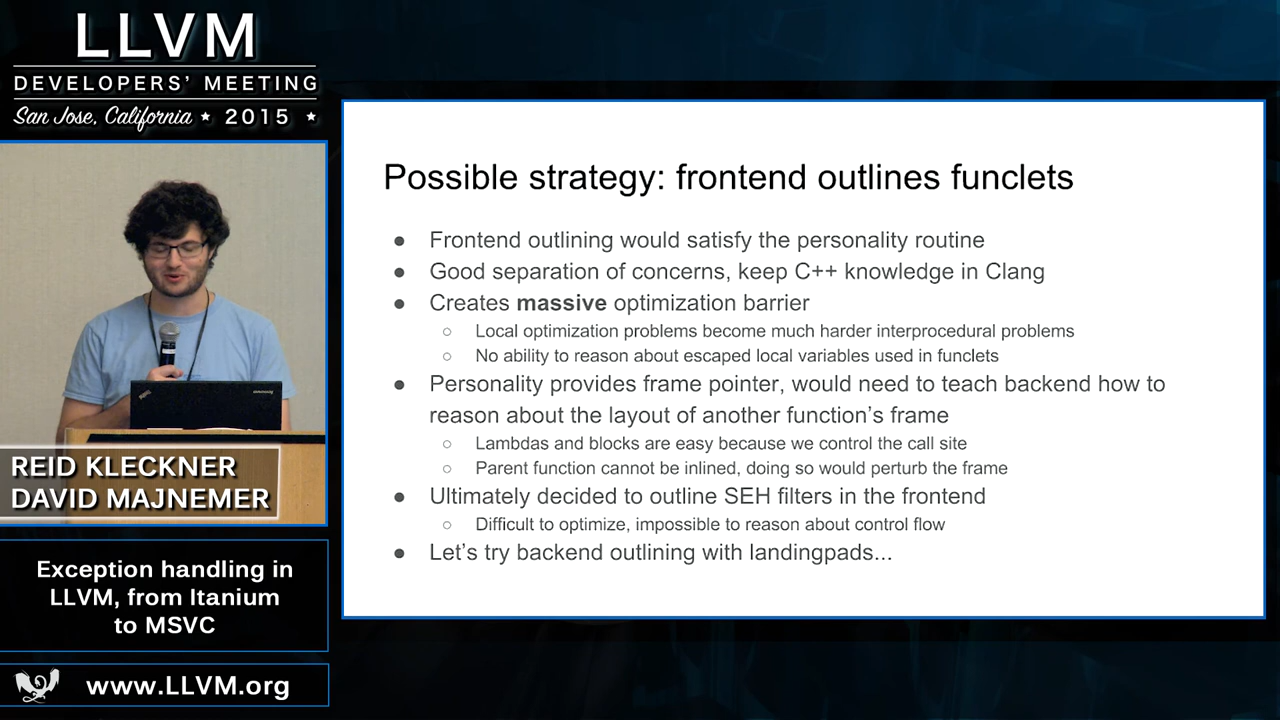 LLVM
DEVELOPERS' MEETING
San Jose, California ★ 2015 ★
REID KLECKNER
DAVID MAJNEMER
Exception handling in
LLVM, from Itanium
to MSVC
www.LLVM.org
Possible strategy: frontend outlines funclets
● Frontend outlining would satisfy the personality routine
● Good separation of concerns, keep C++ knowledge in Clang
● Creates massive optimization barrier
○ Local optimization problems become much harder interprocedural problems
○ No ability to reason about escaped local variables used in funclets
● Personality provides frame pointer, would need to teach backend how to
reason about the layout of another function's frame
○ Lambdas and blocks are easy because we control the call site
○ Parent function cannot be inlined, doing so would perturb the frame
● Ultimately decided to outline SEH filters in the frontend
○ Difficult to optimize, impossible to reason about control flow
● Let's try backend outlining with landingpads...